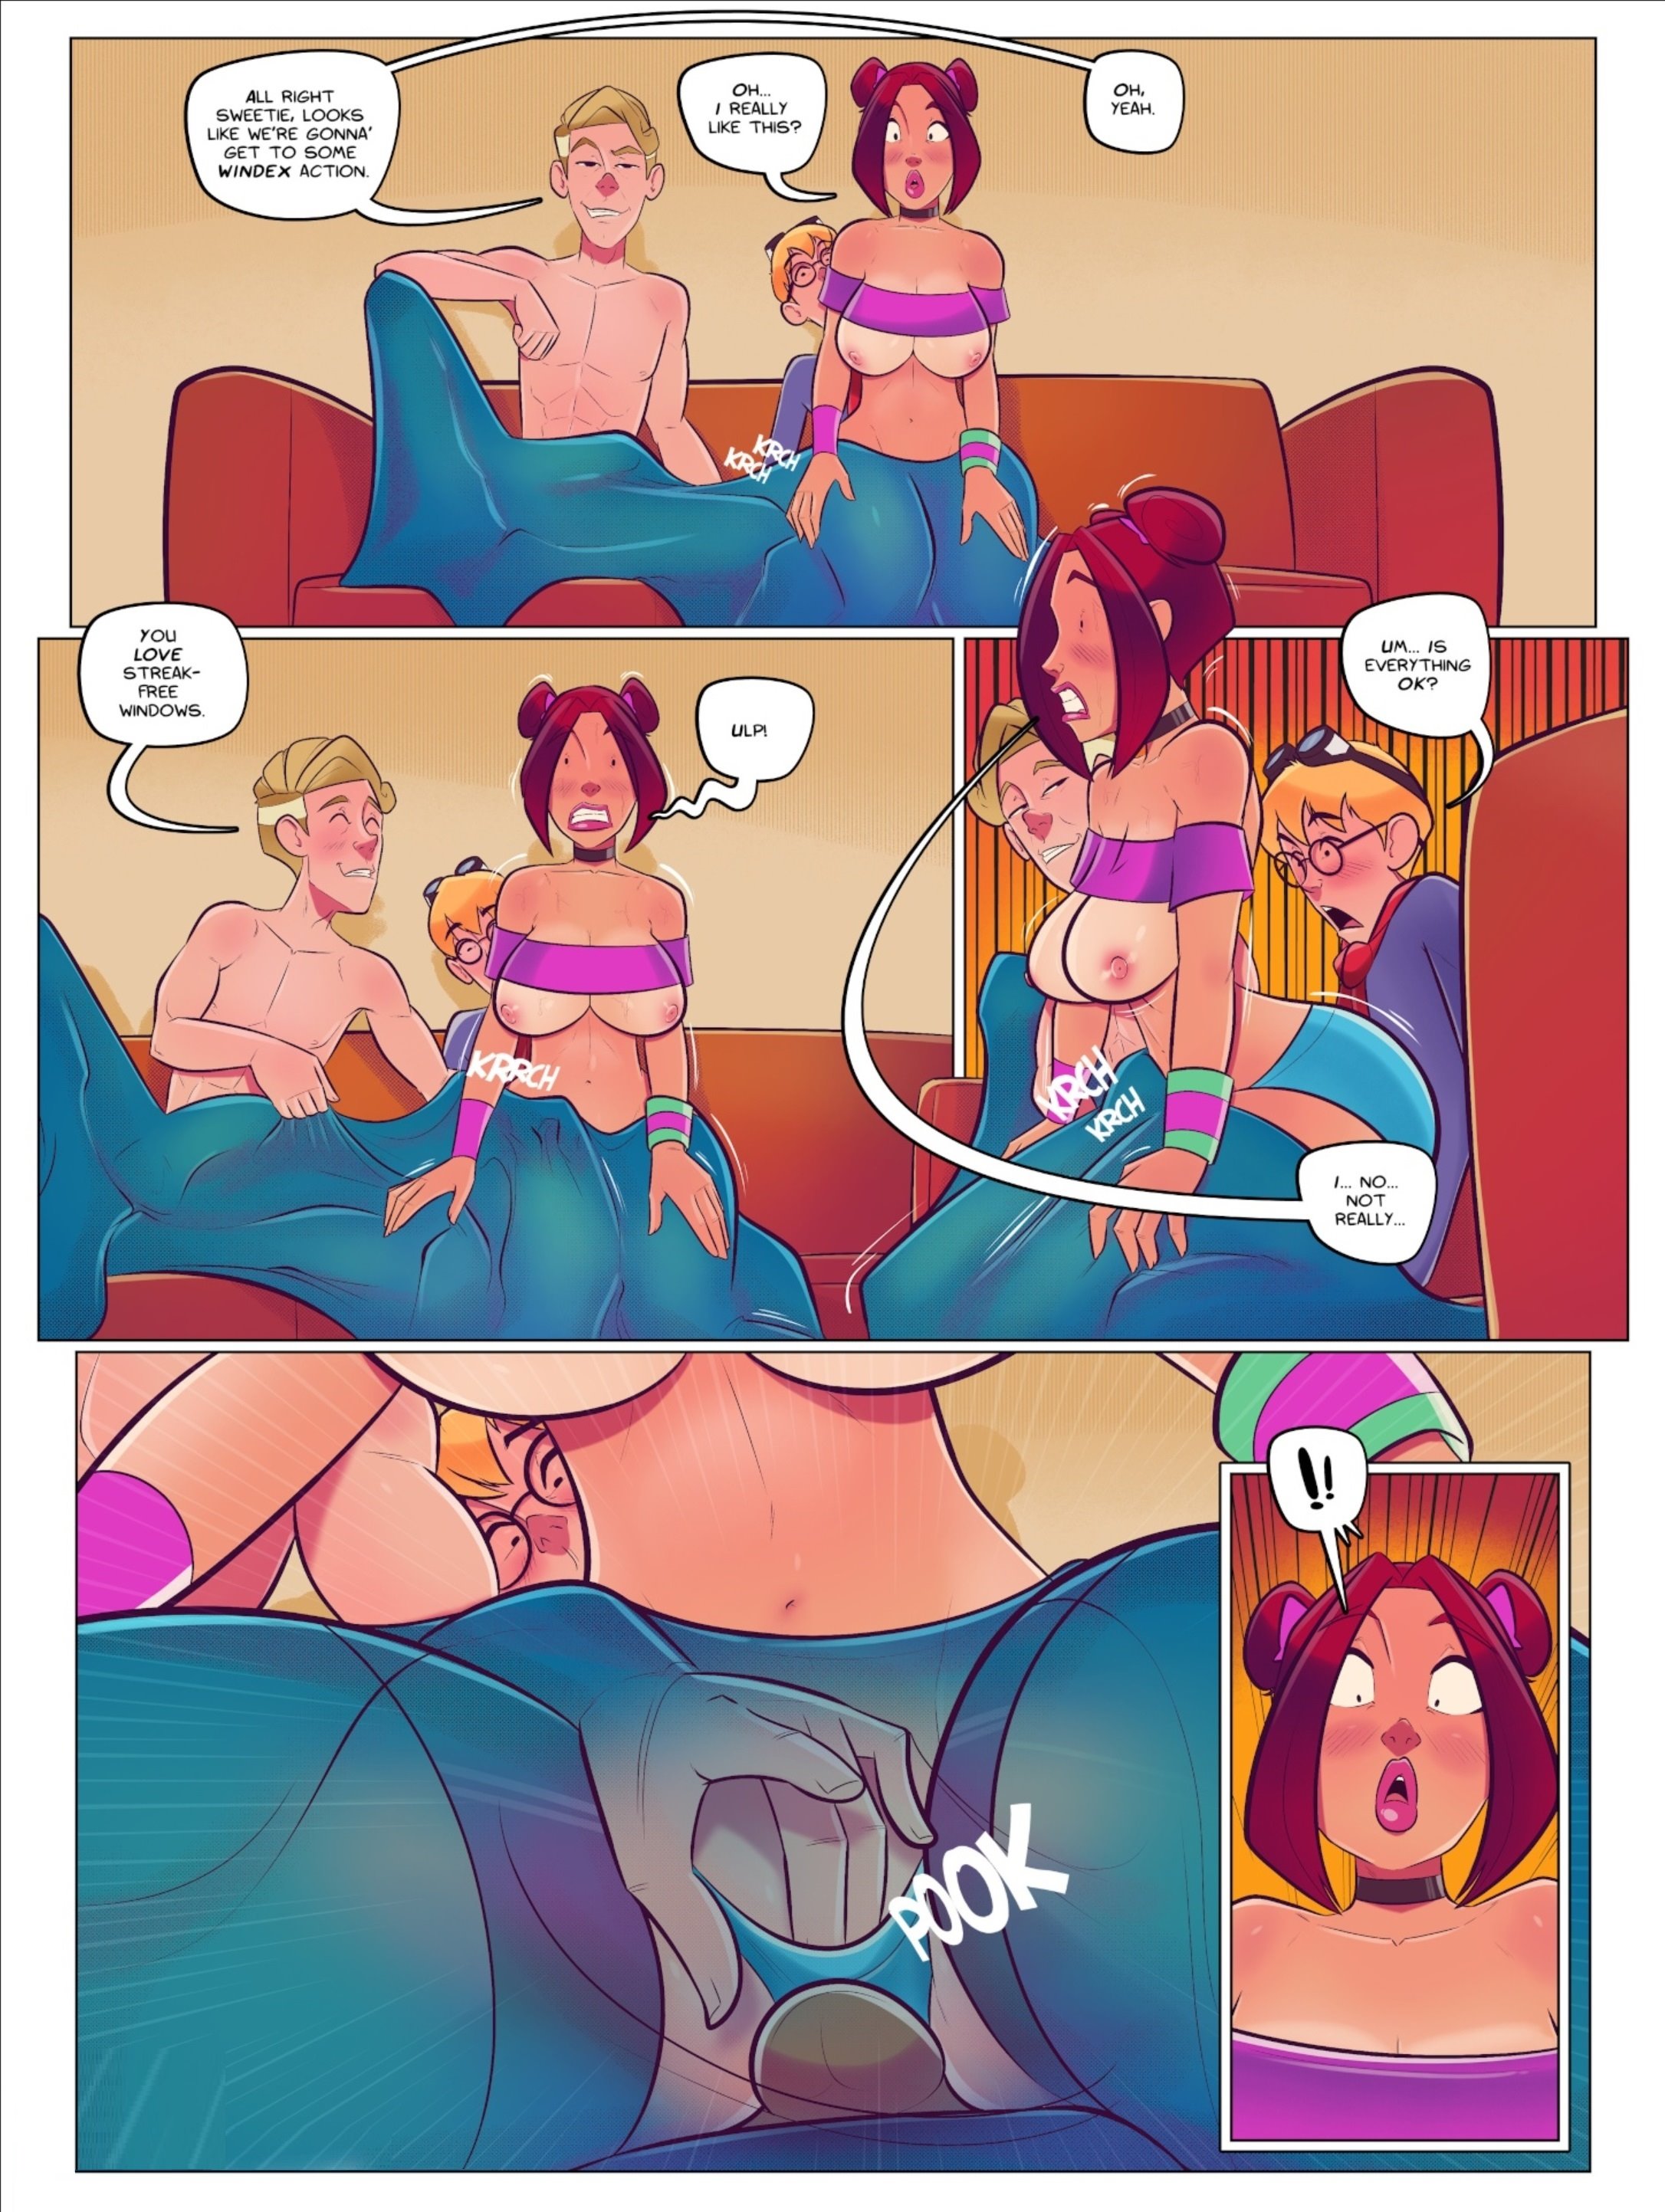 ALL RIGHT
SWEETIE, LOOKS
LIKE WE'RE GONNA'
GET TO SOME
WINDEX ACTION.
OH...
I REALLY
LIKE THIS?
OH,
YEAH.
KRCH
KRCH
YOU
LOVE
STREAK-
FREE
WINDOWS.
ULP!
KRRCH
UM... IS
EVERYTHING
OK?
KRCH
KRCH
I... NO...
NOT
REALLY...
POOK
!!